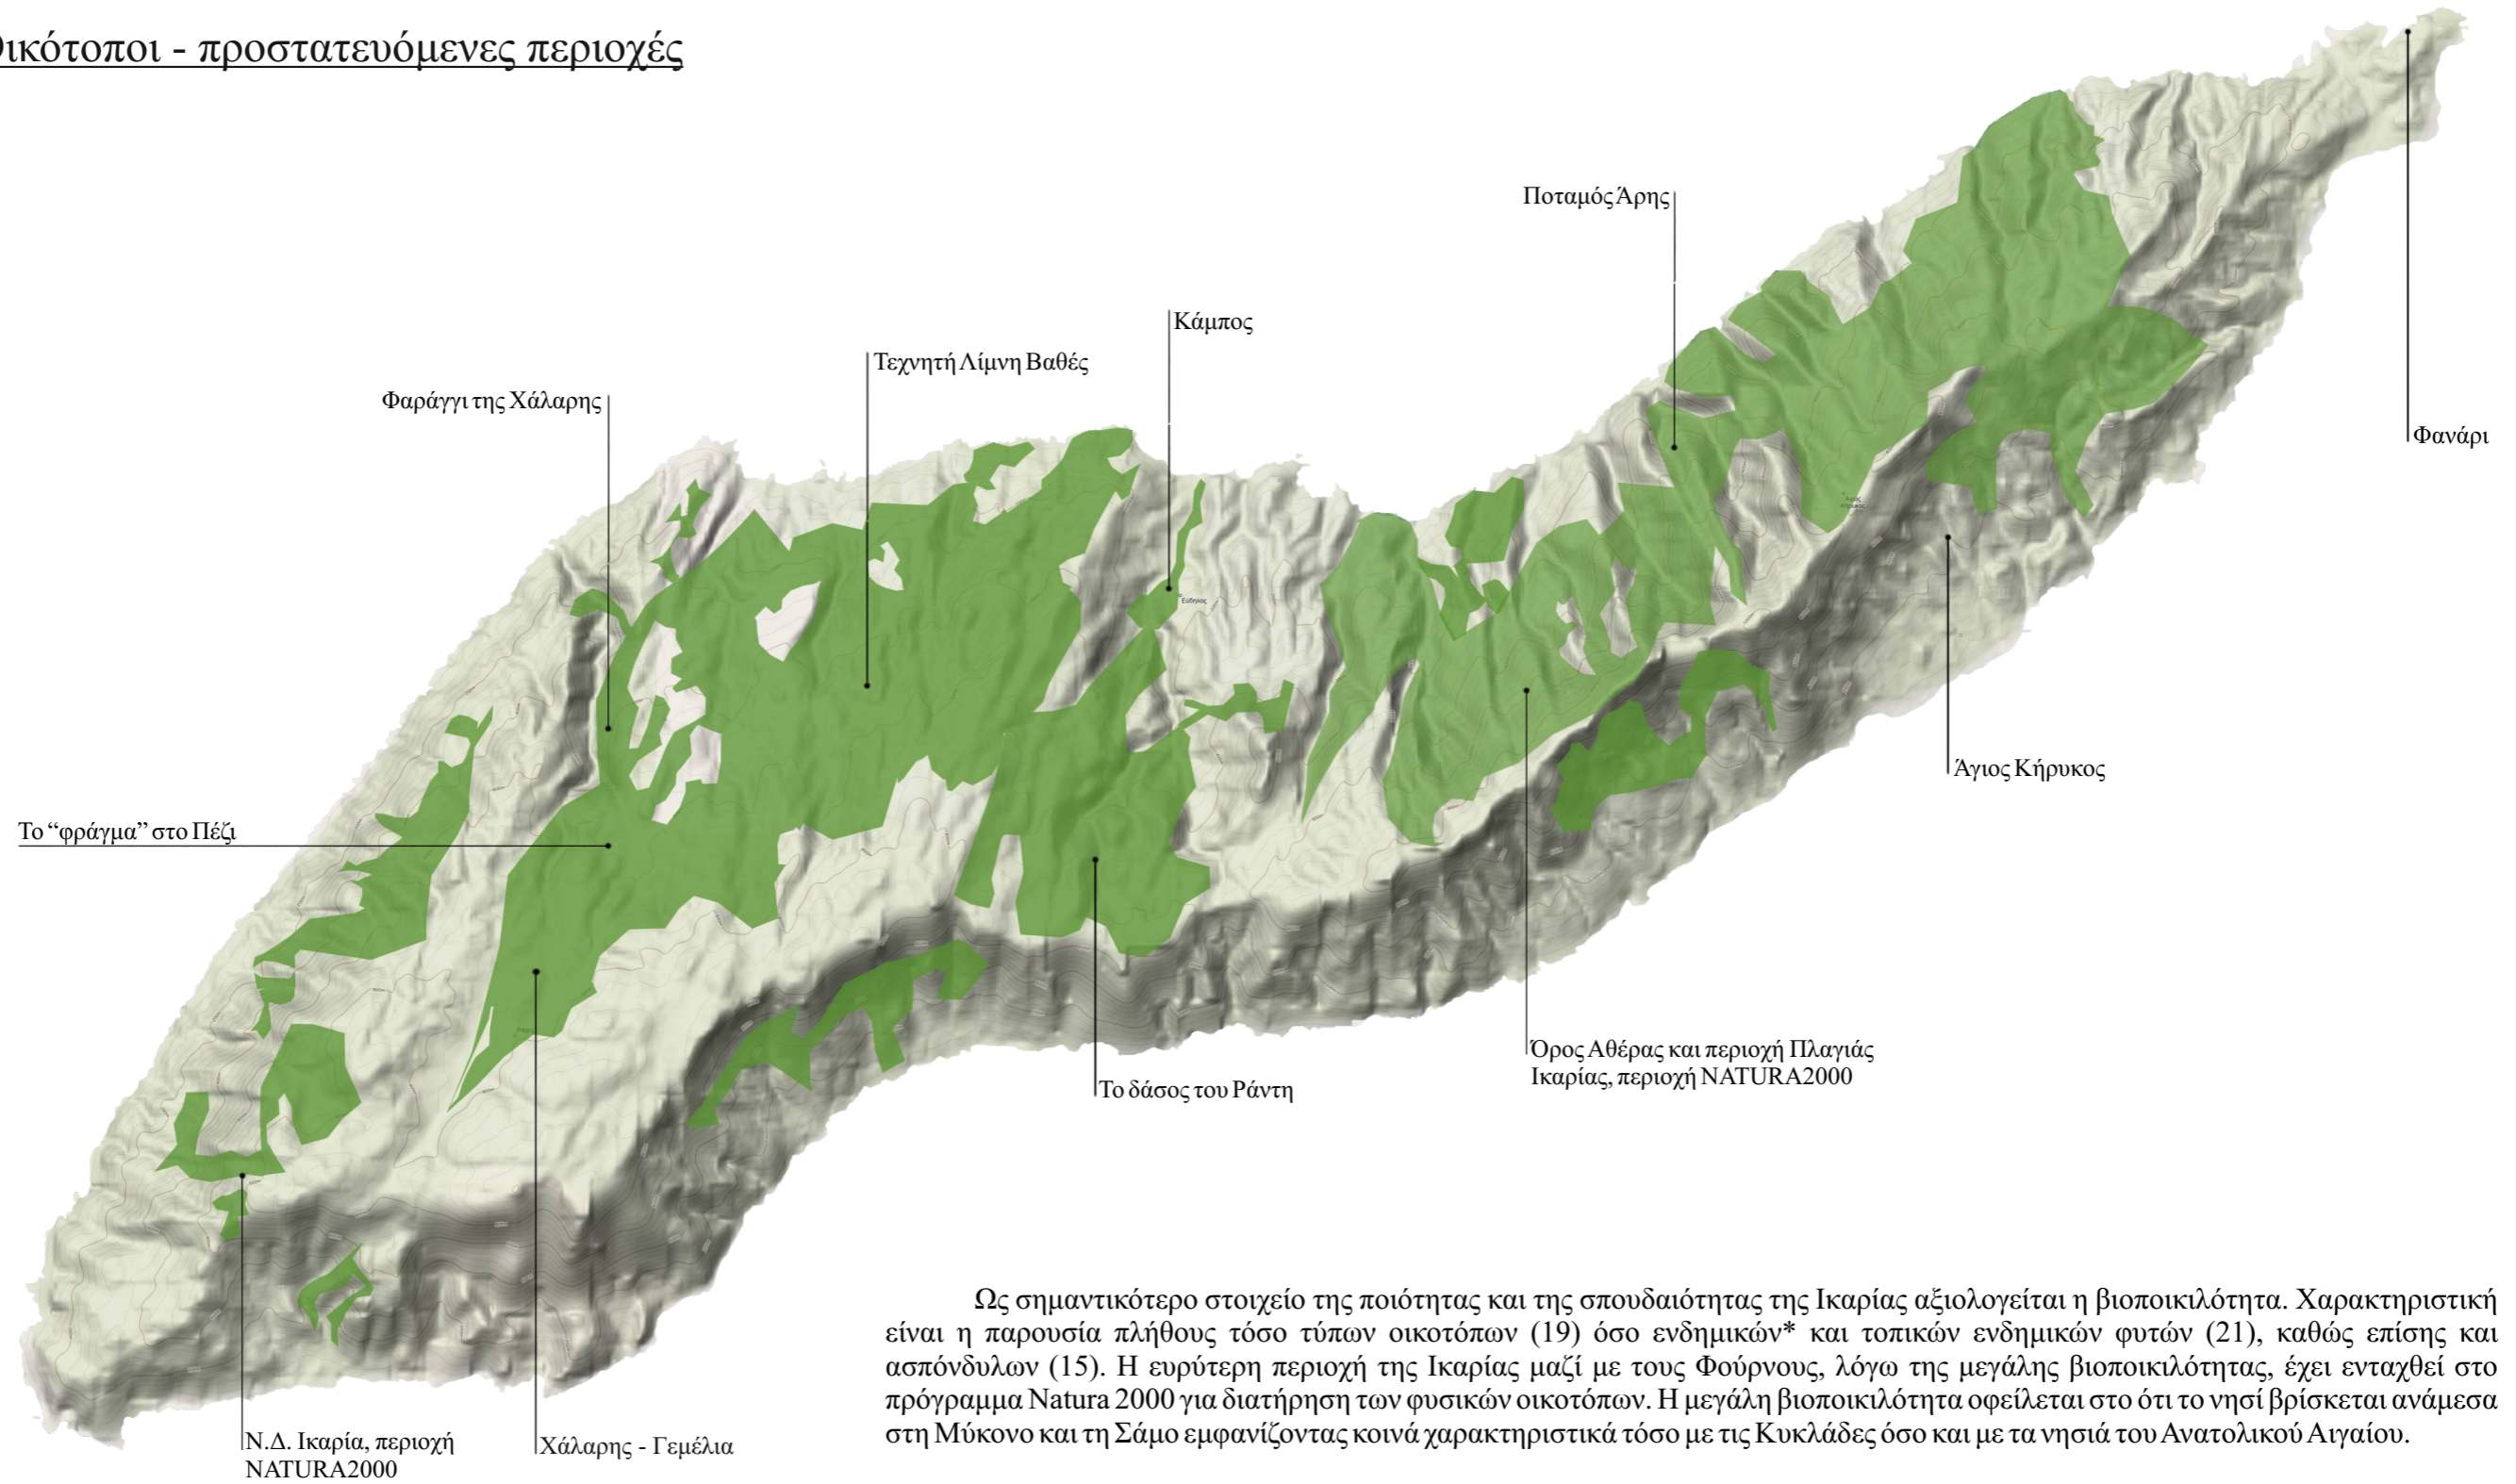 Οικότοποι - προστατευόμενες περιοχές
Ποταμός Άρης
Κάμπος
Τεχνητή Λίμνη Βαθές
Φαράγγι της Χάλαρης
Φανάρι
Εύδηλος
Άγιος Κήρυκος
Το “φράγμα” στο Πέζι
Όρος Αθέρας και περιοχή Πλαγιάς
Ικαρίας, περιοχή NATURA2000
Το δάσος του Ράντη
Ν.Δ. Ικαρία, περιοχή
NATURA2000
Χάλαρης - Γεμέλια
Ως σημαντικότερο στοιχείο της ποιότητας και της σπουδαιότητας της Ικαρίας αξιολογείται η βιοποικιλότητα. Χαρακτηριστική
είναι η παρουσία πλήθους τόσο τύπων οικοτόπων (19) όσο ενδημικών* και τοπικών ενδημικών φυτών (21), καθώς επίσης και
ασπόνδυλων (15). Η ευρύτερη περιοχή της Ικαρίας μαζί με τους Φούρνους, λόγω της μεγάλης βιοποικιλότητας, έχει ενταχθεί στο
πρόγραμμα Natura 2000 για διατήρηση των φυσικών οικοτόπων. Η μεγάλη βιοποικιλότητα οφείλεται στο ότι το νησί βρίσκεται ανάμεσα
στη Μύκονο και τη Σάμο εμφανίζοντας κοινά χαρακτηριστικά τόσο με τις Κυκλάδες όσο και με τα νησιά του Ανατολικού Αιγαίου.